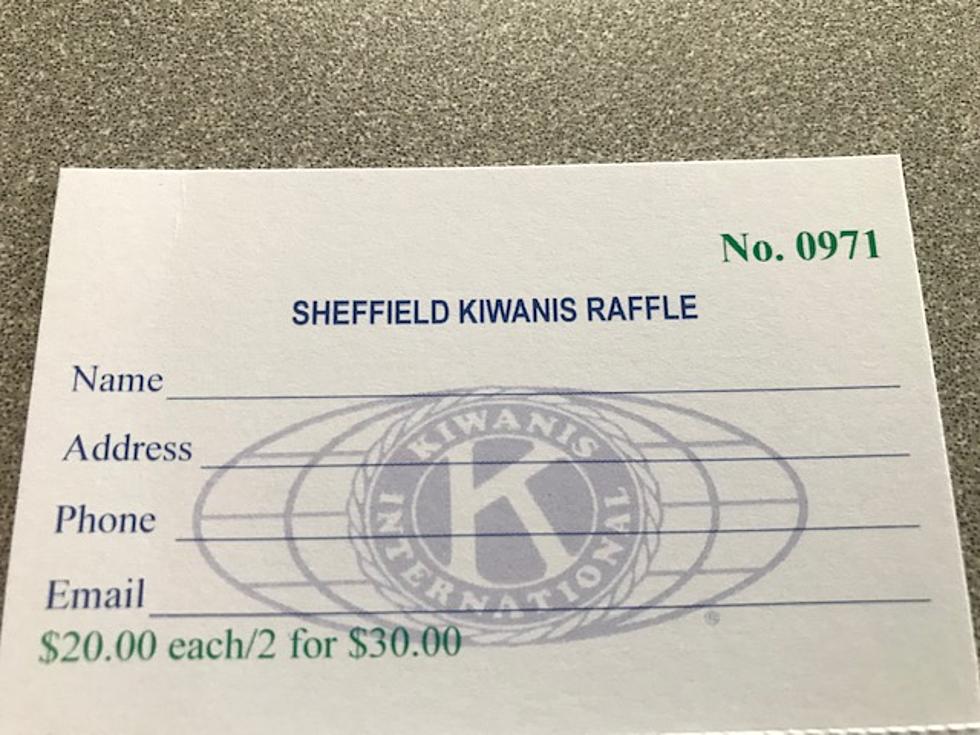 No. 0971
SHEFFIELD KIWANIS RAFFLE
Name
Address
KIWANIS
K
INTERNATIONAL
Phone
Email
®
$20.00 each/2 for $30.00